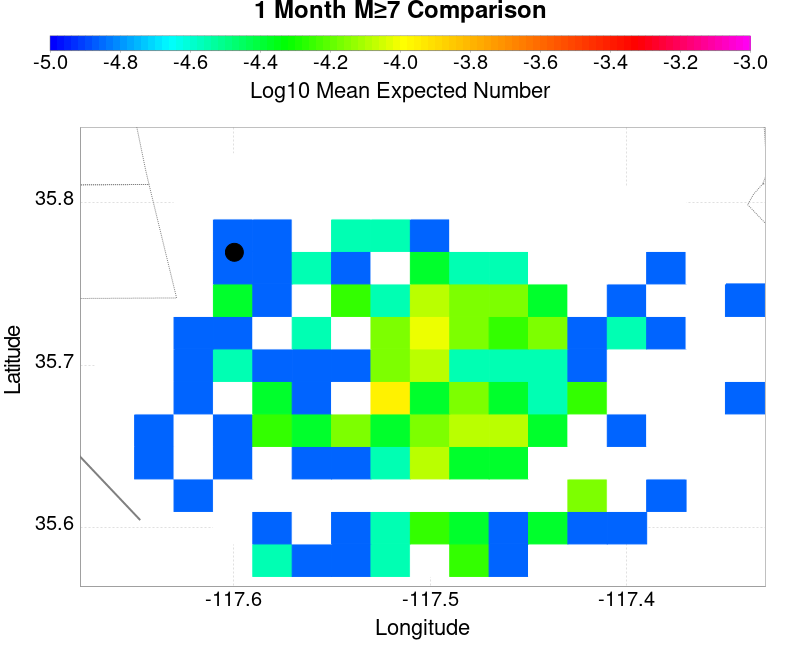 1 Month M≥7 Comparison
-5.0 -4.8 -4.6 -4.4 -4.2 -4.0 -3.8 -3.6 -3.4 -3.2 -3.0
Log10 Mean Expected Number
35.8
35.7
35.6
Latitude
-117.6 -117.5 -117.4
Longitude